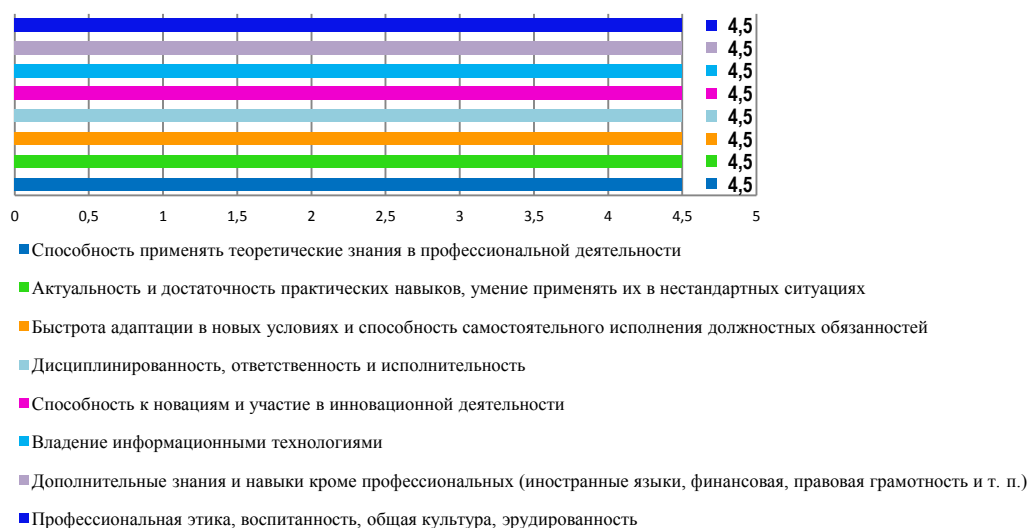 4,5
4,5
4,5
4,5
4,5
4,5
4,5
4,5
0 0,5 1 1,5 2 2,5 3 3,5 4 4,5 5
Способность применять теоретические знания в профессиональной деятельности
Актуальность и достаточность практических навыков, умение применять их в нестандартных ситуациях
Быстрота адаптации в новых условиях и способность самостоятельного исполнения должностных обязанностей
Дисциплинированность, ответственность и исполнительность
Способность к новациям и участие в инновационной деятельности
Владение информационными технологиями
Дополнительные знания и навыки кроме профессиональных (иностранные языки, финансовая, правовая грамотность и т. п.)
Профессиональная этика, воспитанность, общая культура, эрудированность